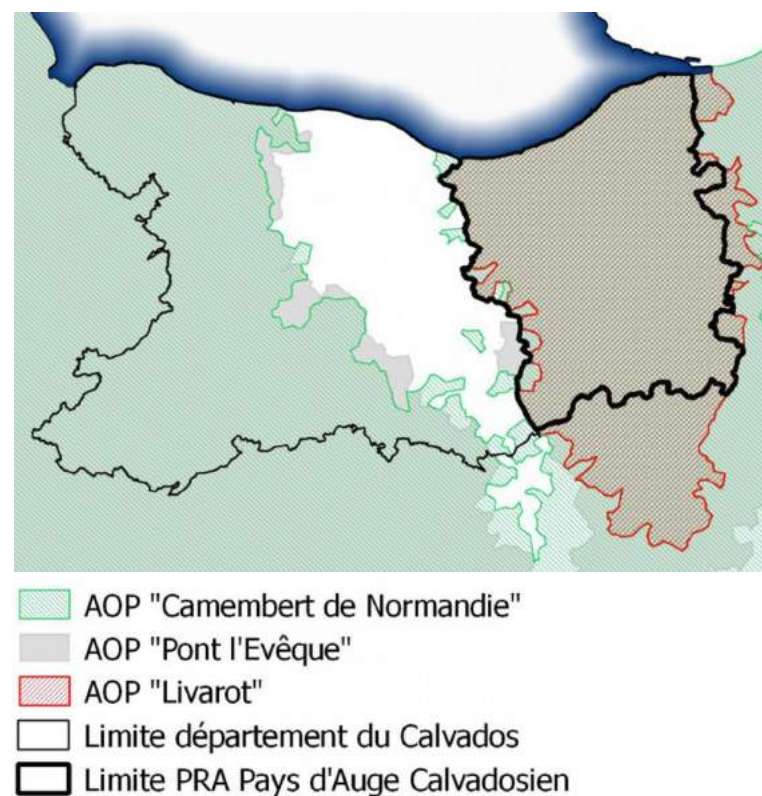 AOP "Camembert de Normandie"
AOP "Pont l'Evêque"
AOP "Livarot"
Limite département du Calvados
Limite PRA Pays d'Auge Calvadosien